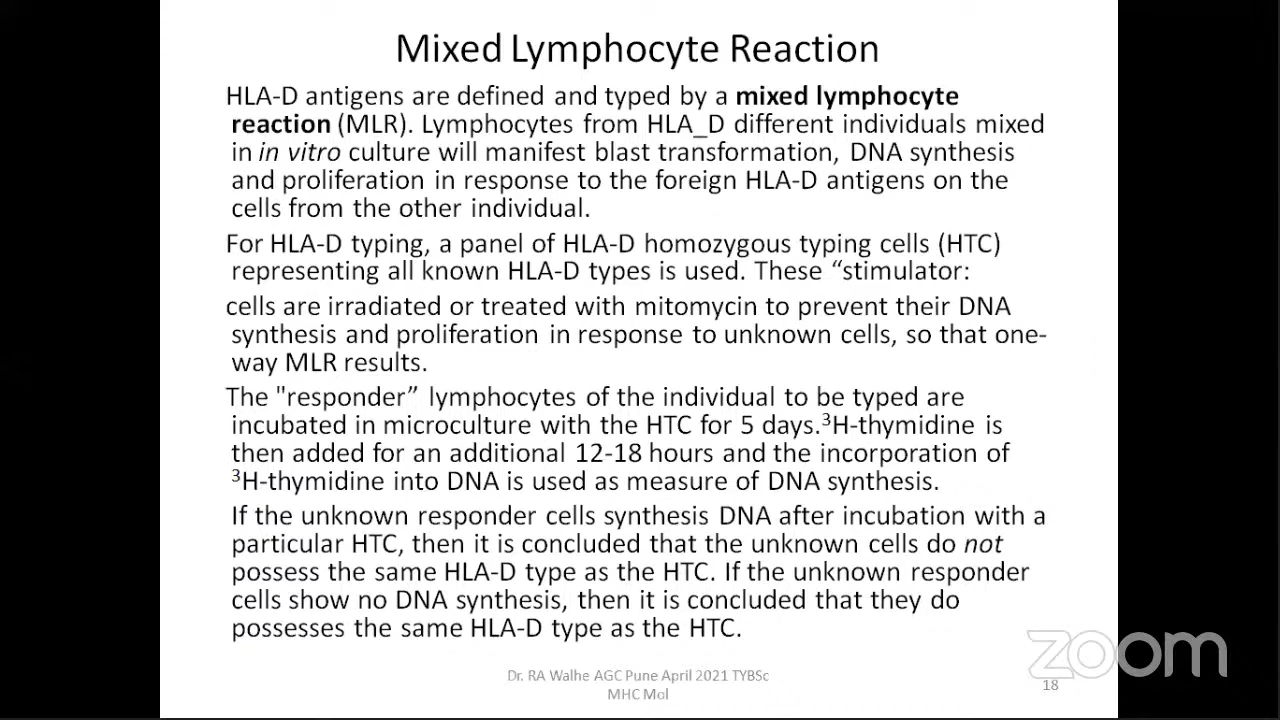 Mixed Lymphocyte Reaction
HLA-D antigens are defined and typed by a mixed lymphocyte
reaction (MLR). Lymphocytes from HLA_D different individuals mixed
in in vitro culture will manifest blast transformation, DNA synthesis
and proliferation in response to the foreign HLA-D antigens on the
cells from the other individual.
For HLA-D typing, a panel of HLA-D homozygous typing cells (HTC)
representing all known HLA-D types is used. These “stimulator:
cells are irradiated or treated with mitomycin to prevent their DNA
synthesis and proliferation in response to unknown cells, so that one-
way MLR results.
The "responder” lymphocytes of the individual to be typed are
incubated in microculture with the HTC for 5 days.³H-thymidine is
then added for an additional 12-18 hours and the incorporation of
³H-thymidine into DNA is used as measure of DNA synthesis.
If the unknown responder cells synthesis DNA after incubation with a
particular HTC, then it is concluded that the unknown cells do not
possess the same HLA-D type as the HTC. If the unknown responder
cells show no DNA synthesis, then it is concluded that they do
possesses the same HLA-D type as the HTC.
Dr. RA Walhe AGC Pune April 2021 TYBSc
MHC Mol
18
zoom